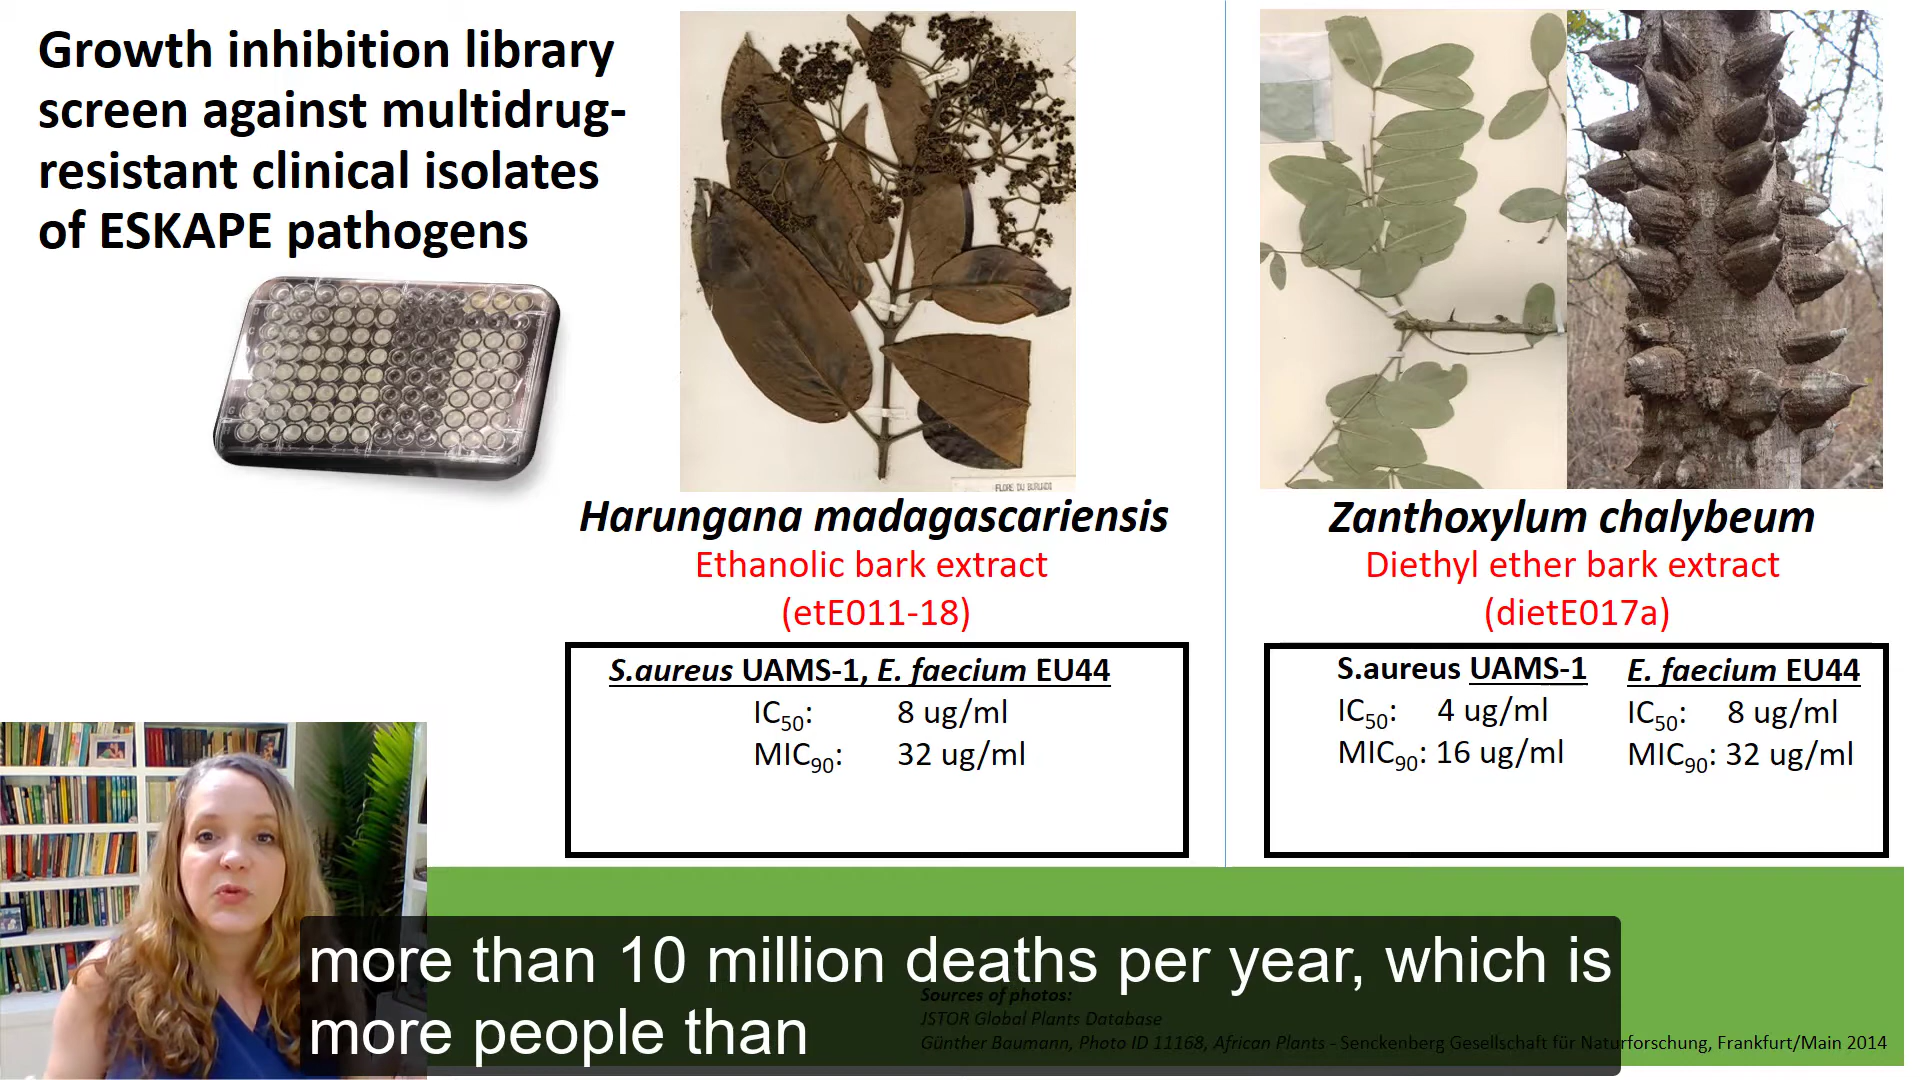 Growth inhibition library
screen against multidrug-
resistant clinical isolates
of ESKAPE pathogens
FLORE DU BURUNDI
Harungana madagascariensis
Ethanolic bark extract
(etE011-18)
S.aureus UAMS-1, E. faecium EU44
IC50: 8 ug/ml
MIC90: 32 ug/ml
Zanthoxylum chalybeum
Diethyl ether bark extract
(dietE017a)
S.aureus UAMS-1
IC50: 4 ug/ml
MIC90: 16 ug/ml
E. faecium EU44
IC50: 8 ug/ml
MIC90: 32 ug/ml
more than 10 million deaths per year, which is
more people than
Sources of photos:
JSTOR Global Plants Database
Günther Baumann, Photo ID 11168, African Plants - Senckenberg Gesellschaft für Naturforschung, Frankfurt/Main 2014